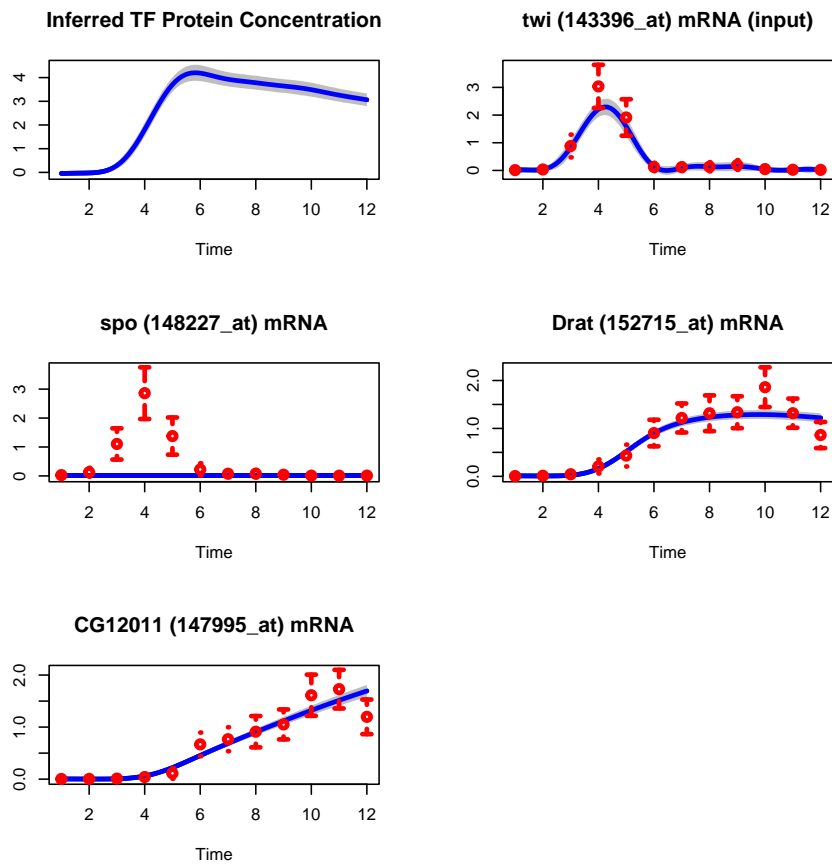 Inferred TF Protein Concentration
4
3
2
1
0
2 4 6 8 10 12
Time
twi (143396_at) mRNA (input)
3
2
1
0
2 4 6 8 10 12
Time
spo (148227_at) mRNA
3
2
1
0
2 4 6 8 10 12
Time
Drat (152715_at) mRNA
2.0
1.0
0.0
2 4 6 8 10 12
Time
CG12011 (147995_at) mRNA
2.0
1.0
0.0
2 4 6 8 10 12
Time